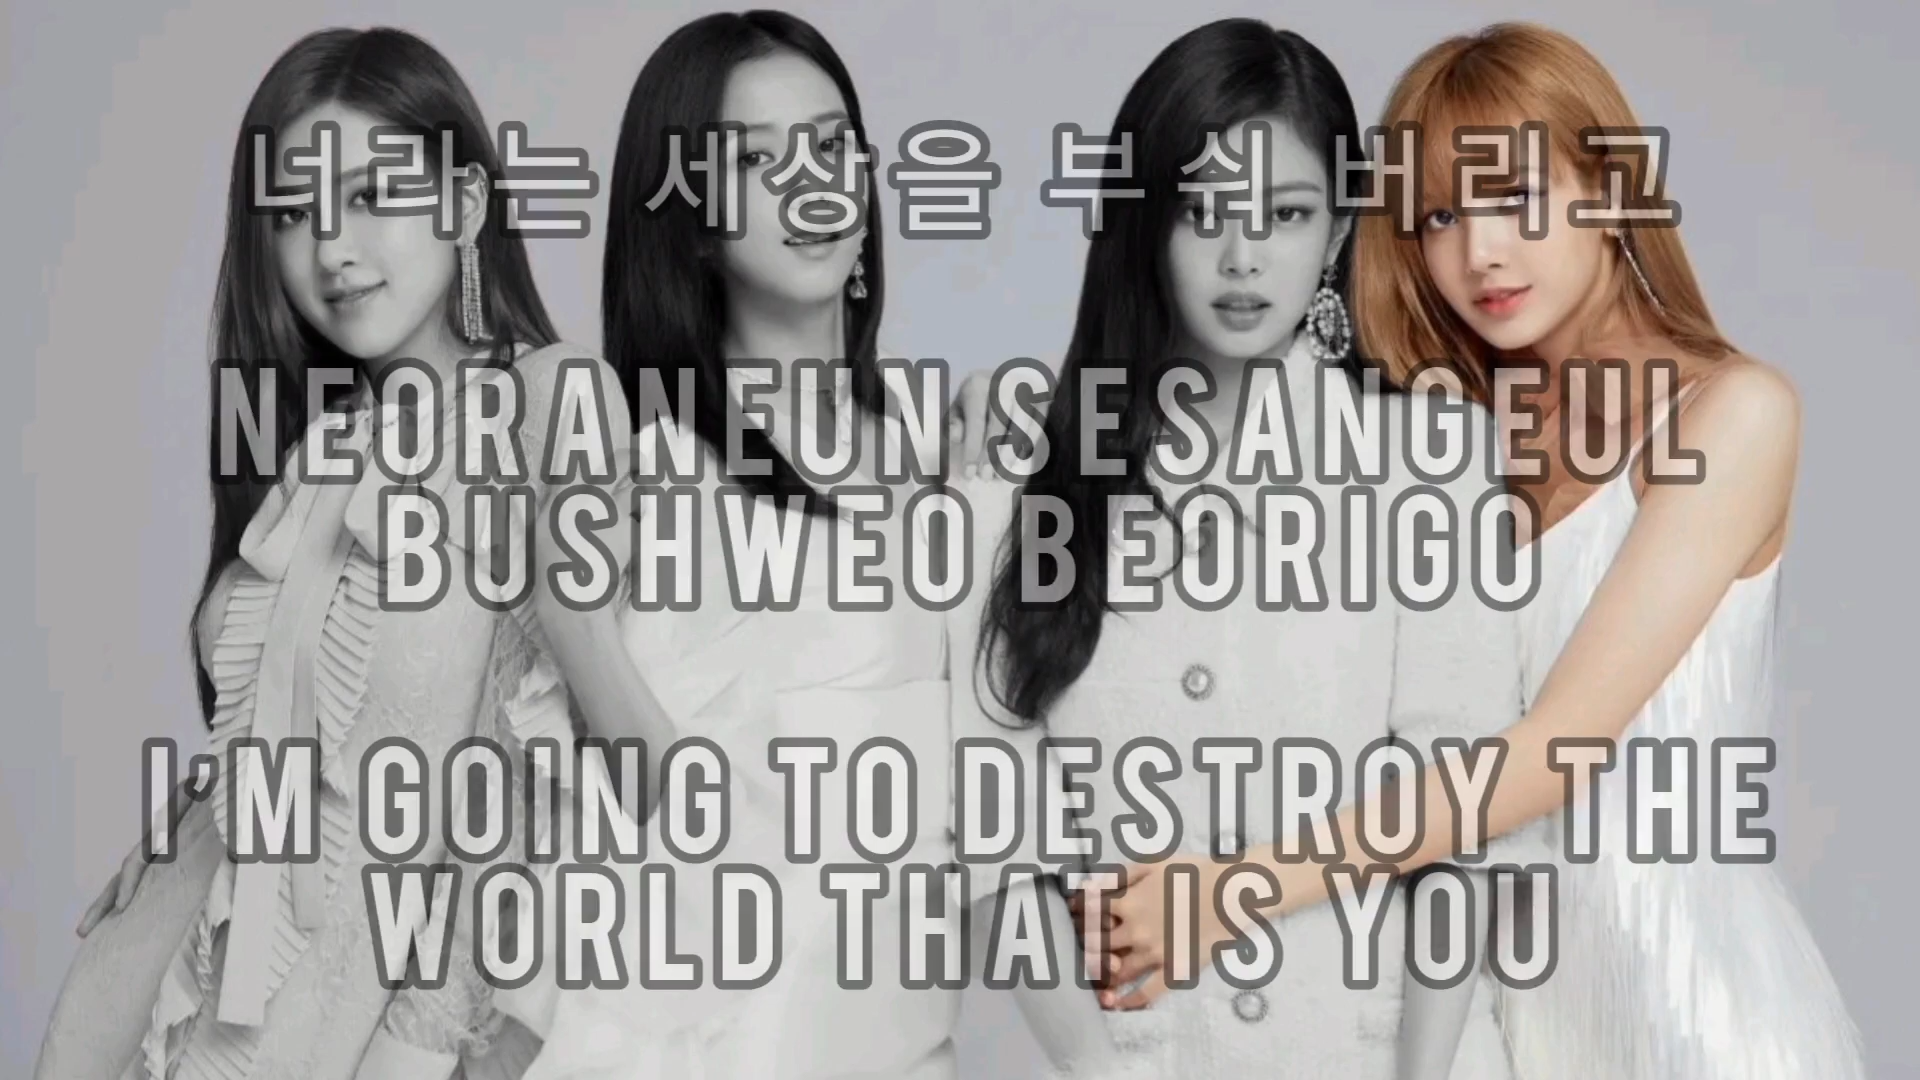 너라는 세상을 부 숴 버리고
NEORANEUN SESANGEUL
BUSHWEO BEORIGO
I'M GOING TO DESTROY THE
WORLD THAT IS YOU